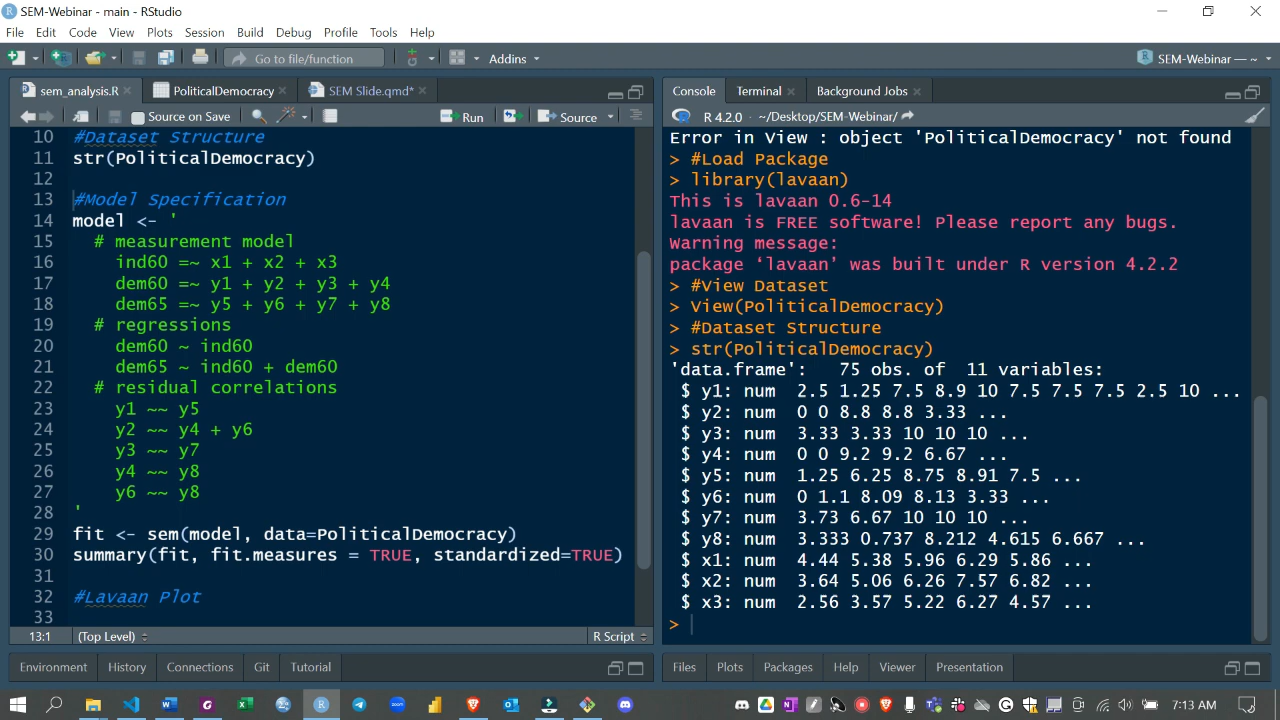 SEM-Webinar - main - RStudio
File Edit Code View Plots Session Build Debug Profile Tools Help
Go to file/function
Addins
SEM-Webinar — ~
sem_analysis.R
PoliticalDemocracy
SEM Slide.qmd*
Source on Save
Run
Source
10 #Dataset Structure
11 str(PoliticalDemocracy)
12
13 #Model Specification
14 model <- '
15 # measurement model
16 ind60 =~ x1 + x2 + x3
17 dem60 =~ y1 + y2 + y3 + y4
18 dem65 =~ y5 + y6 + y7 + y8
19 # regressions
20 dem60 ~ ind60
21 dem65 ~ ind60 + dem60
22 # residual correlations
23 y1 ~~ y5
24 y2 ~~ y4 + y6
25 y3 ~~ y7
26 y4 ~~ y8
27 y6 ~~ y8
28 '
29 fit <- sem(model, data=PoliticalDemocracy)
30 summary(fit, fit.measures = TRUE, standardized=TRUE)
31
32 #Lavaan Plot
33
13:1 (Top Level) R Script
Environment History Connections Git Tutorial
Console Terminal Background Jobs
R 4.2.0 · ~/Desktop/SEM-Webinar/
Error in View : object 'PoliticalDemocracy' not found
> #Load Package
> library(lavaan)
This is lavaan 0.6-14
lavaan is FREE software! Please report any bugs.
Warning message:
package ‘lavaan’ was built under R version 4.2.2
> #View Dataset
> View(PoliticalDemocracy)
> #Dataset Structure
> str(PoliticalDemocracy)
'data.frame': 75 obs. of 11 variables:
$ y1: num 2.5 1.25 7.5 8.9 10 7.5 7.5 7.5 2.5 10 ...
$ y2: num 0 0 8.8 8.8 3.33 ...
$ y3: num 3.33 3.33 10 10 10 ...
$ y4: num 0 0 9.2 9.2 6.67 ...
$ y5: num 1.25 6.25 8.75 8.91 7.5 ...
$ y6: num 0 1.1 8.09 8.13 3.33 ...
$ y7: num 3.73 6.67 10 10 10 ...
$ y8: num 3.333 0.737 8.212 4.615 6.667 ...
$ x1: num 4.44 5.38 5.96 6.29 5.86 ...
$ x2: num 3.64 5.06 6.26 7.57 6.82 ...
$ x3: num 2.56 3.57 5.22 6.27 4.57 ...
>
Files Plots Packages Help Viewer Presentation
7:13 AM